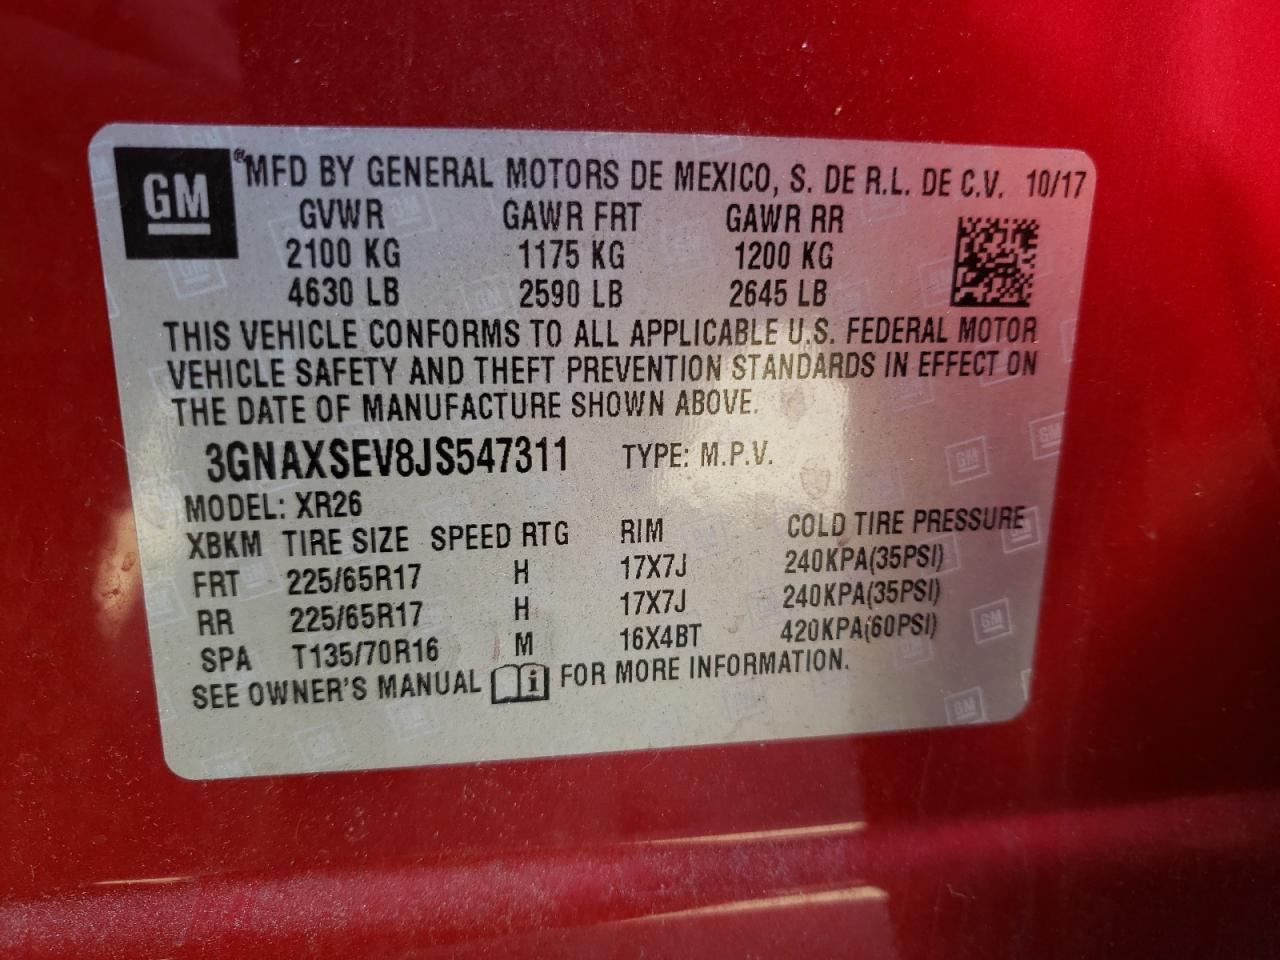 GM ® MFD BY GENERAL MOTORS DE MEXICO, S. DE R.L. DE C.V. 10/17
GVWR GAWR FRT GAWR RR
2100 KG 1175 KG 1200 KG
4630 LB 2590 LB 2645 LB
THIS VEHICLE CONFORMS TO ALL APPLICABLE U.S. FEDERAL MOTOR
VEHICLE SAFETY AND THEFT PREVENTION STANDARDS IN EFFECT ON
THE DATE OF MANUFACTURE SHOWN ABOVE.
3GNAXSEV8JS547311 TYPE: M.P.V.
MODEL: XR26
XBKM TIRE SIZE SPEED RTG RIM COLD TIRE PRESSURE
FRT 225/65R17 H 17X7J 240KPA(35PSI)
RR 225/65R17 H 17X7J 240KPA(35PSI)
SPA T135/70R16 M 16X4BT 420KPA(60PSI)
SEE OWNER'S MANUAL i FOR MORE INFORMATION.